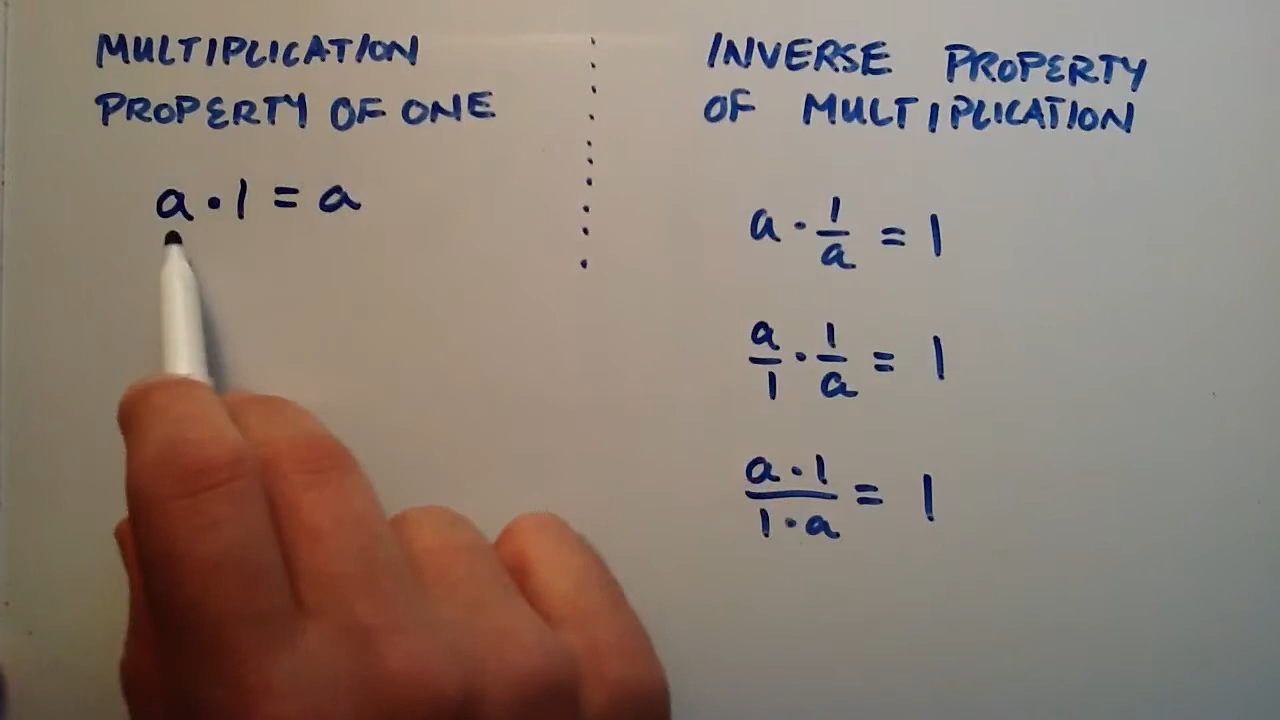 MULTIPLICATION
PROPERTY OF ONE
a · 1 = a
INVERSE PROPERTY
OF MULTIPLICATION
a · 1/a = 1
a/1 · 1/a = 1
a · 1 / 1 · a = 1